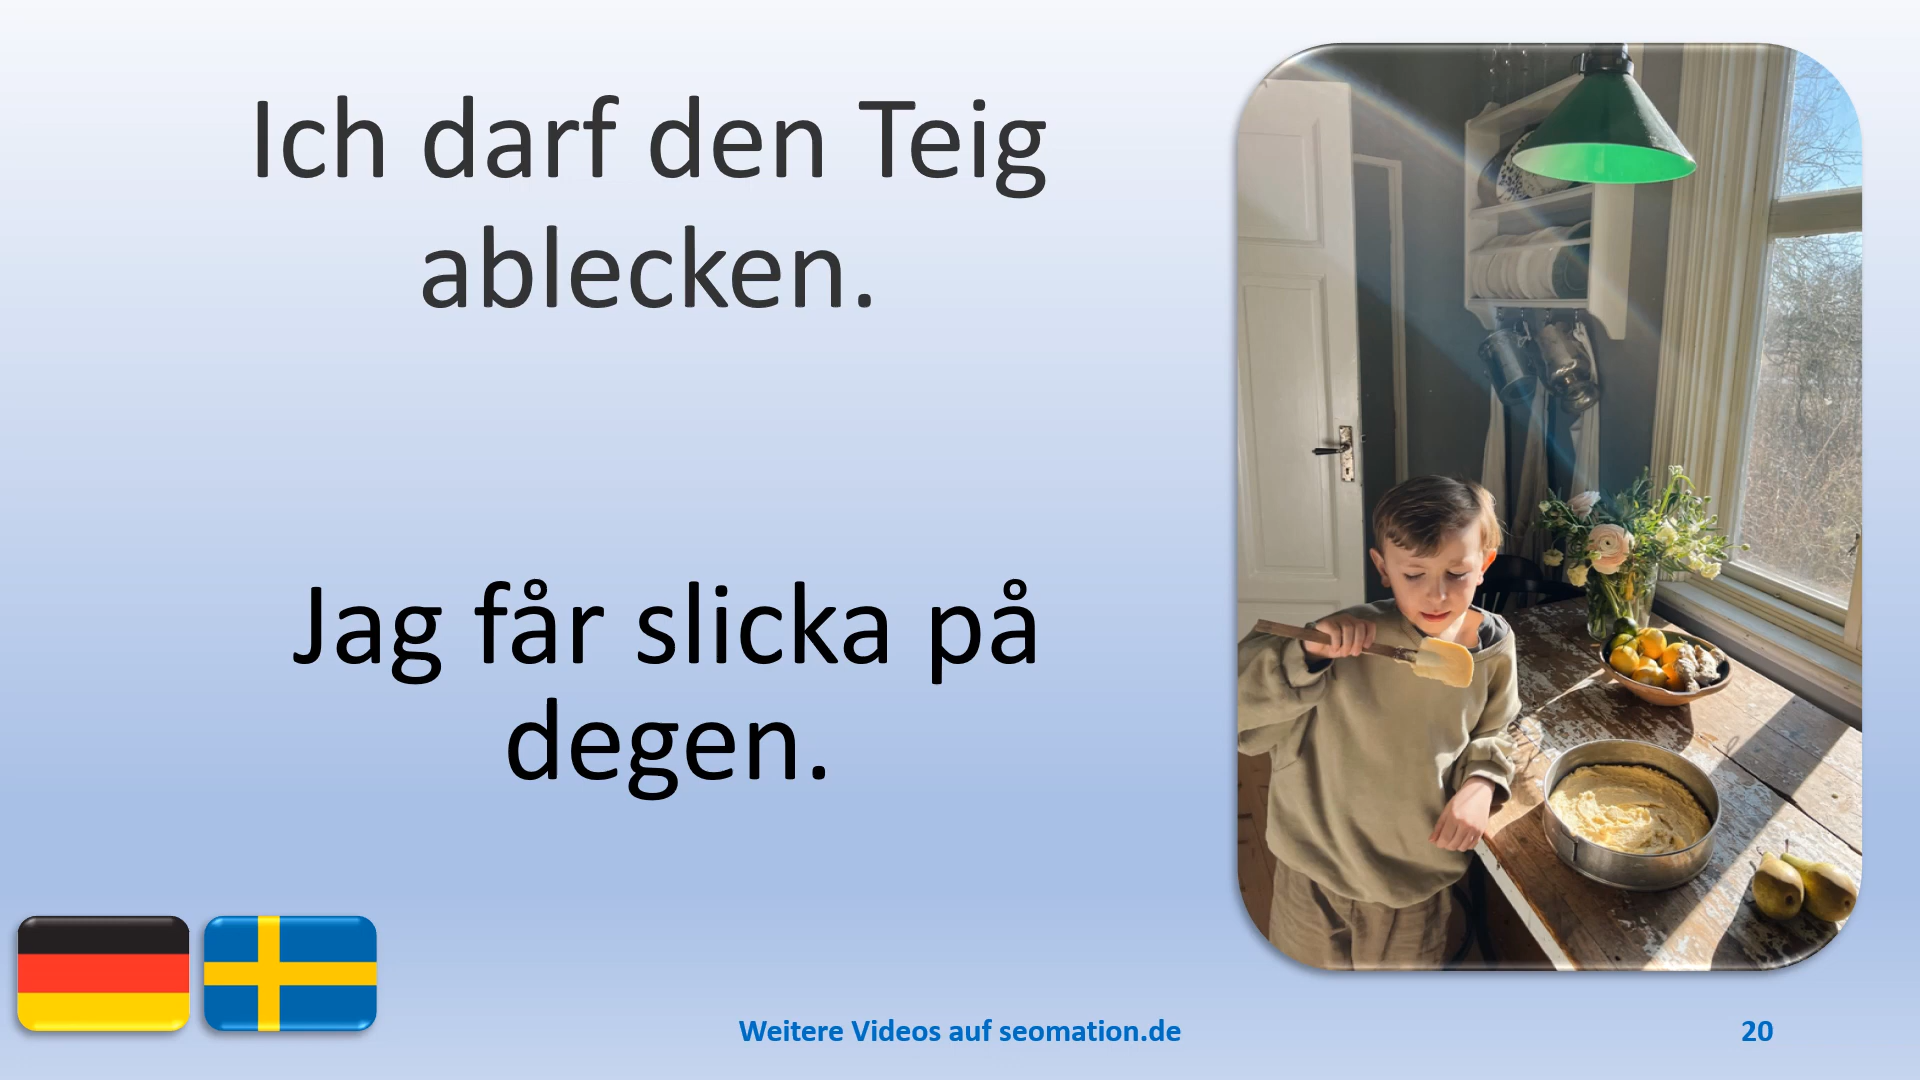 Ich darf den Teig
ablecken.
Jag får slicka på
degen.
Weitere Videos auf seomation.de
20